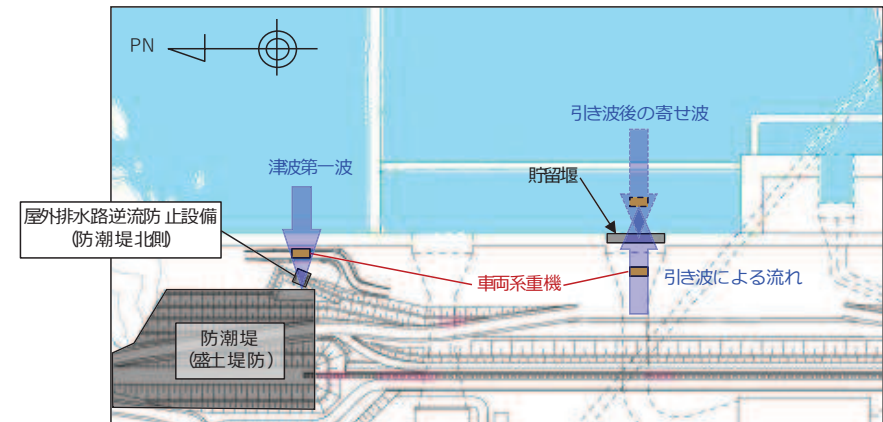 PN
引き波後の寄せ波
津波第一波
貯留堰
屋外排水路逆流防止設備
(防潮堤北側)
車両系重機
引き波による流れ
防潮堤
(盛土堤防)